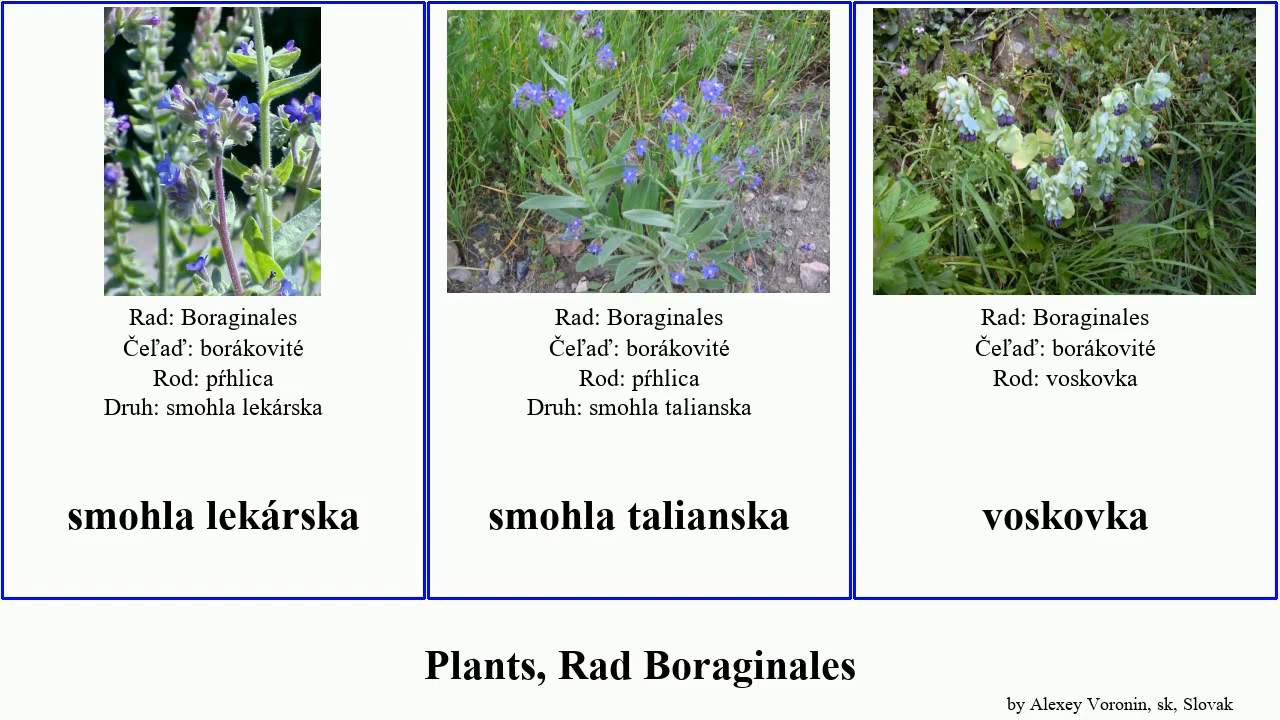 Rad: Boraginales
Čeľaď: borákovité
Rod: pŕhlica
Druh: smohla lekárska
smohla lekárska
Rad: Boraginales
Čeľaď: borákovité
Rod: pŕhlica
Druh: smohla talianska
smohla talianska
Rad: Boraginales
Čeľaď: borákovité
Rod: voskovka
voskovka
Plants, Rad Boraginales
by Alexey Voronin, sk, Slovak